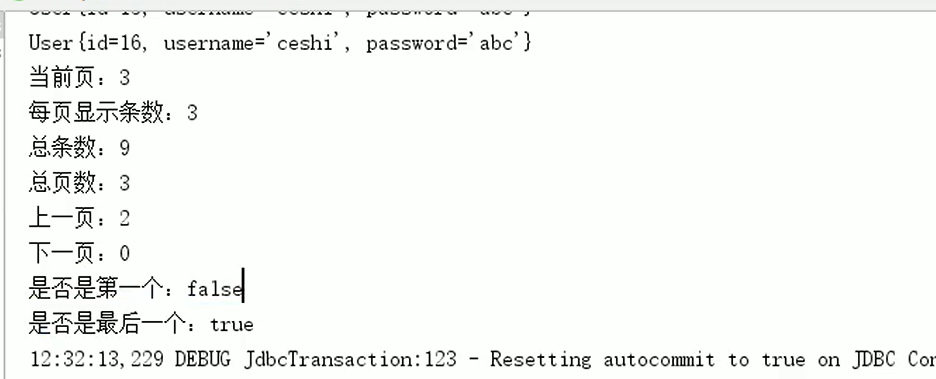 User{id=16, username='ceshi', password='abc'}
当前页：3
每页显示条数：3
总条数：9
总页数：3
上一页：2
下一页：0
是否是第一个：false
是否是最后一个：true
12:32:13,229 DEBUG JdbcTransaction:123 - Resetting autocommit to true on JDBC